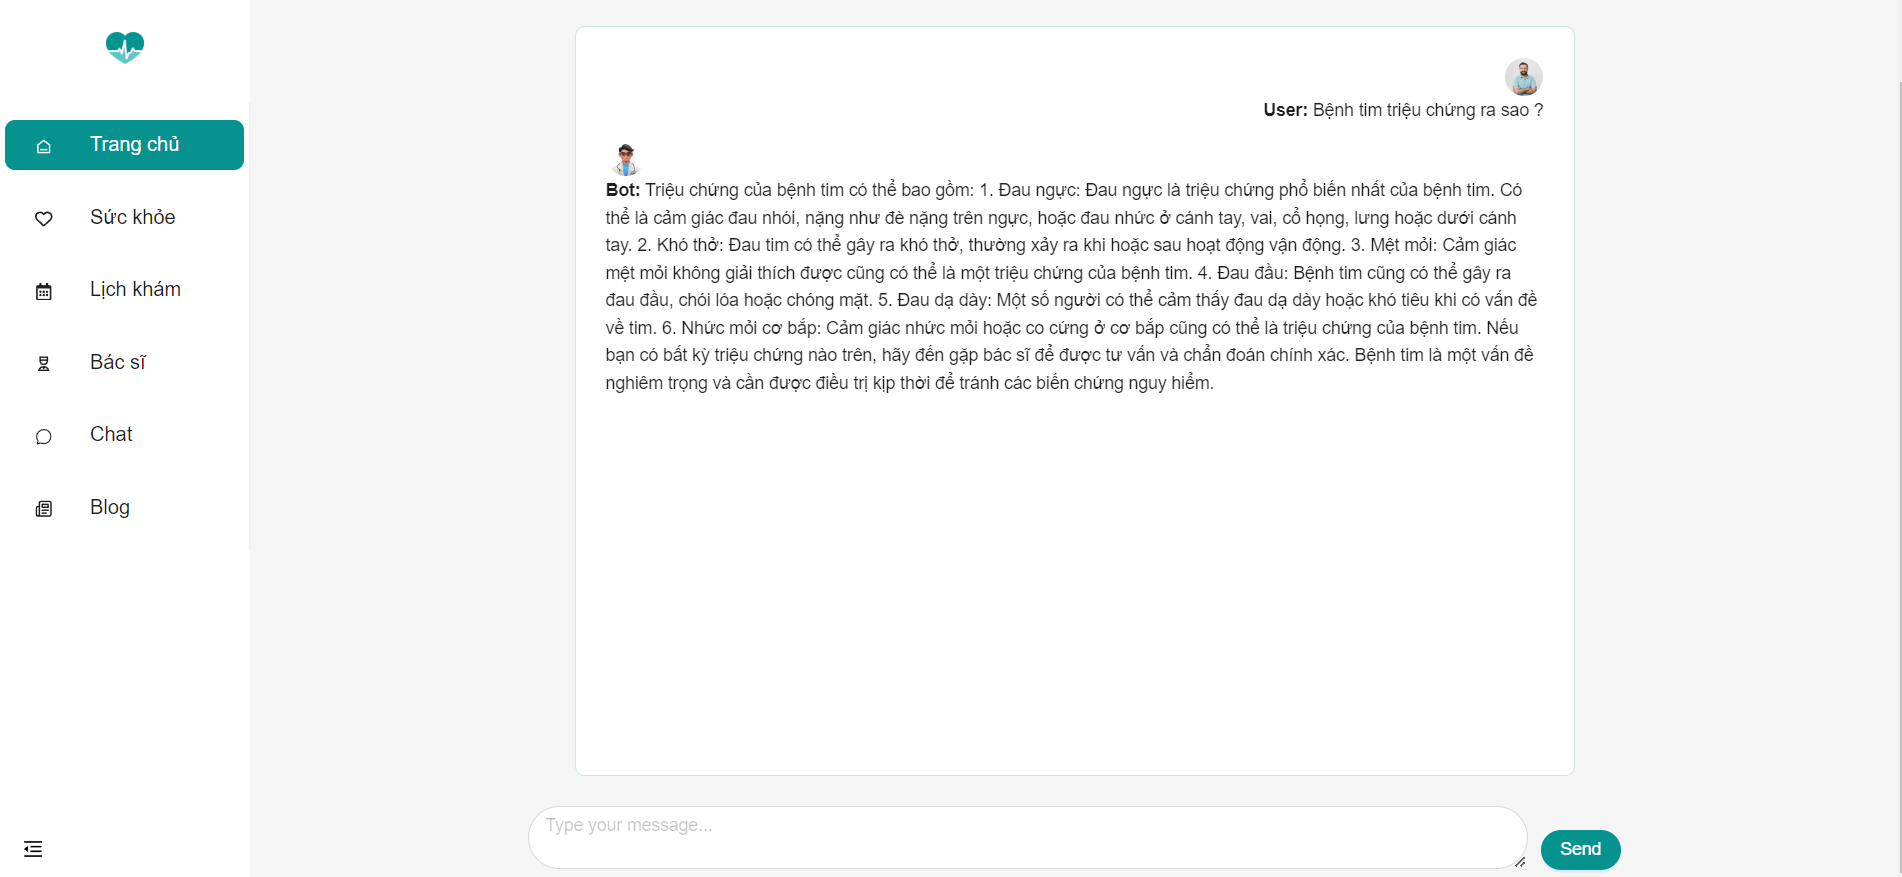 Trang chủ
Sức khỏe
Lịch khám
Bác sĩ
Chat
Blog
User: Bệnh tim triệu chứng ra sao ?
Bot: Triệu chứng của bệnh tim có thể bao gồm: 1. Đau ngực: Đau ngực là triệu chứng phổ biến nhất của bệnh tim. Có
thể là cảm giác đau nhói, nặng như đè nặng trên ngực, hoặc đau nhức ở cánh tay, vai, cổ họng, lưng hoặc dưới cánh
tay. 2. Khó thở: Đau tim có thể gây ra khó thở, thường xảy ra khi hoặc sau hoạt động vận động. 3. Mệt mỏi: Cảm giác
mệt mỏi không giải thích được cũng có thể là một triệu chứng của bệnh tim. 4. Đau đầu: Bệnh tim cũng có thể gây ra
đau đầu, chói lóa hoặc chóng mặt. 5. Đau dạ dày: Một số người có thể cảm thấy đau dạ dày hoặc khó tiêu khi có vấn đề
về tim. 6. Nhức mỏi cơ bắp: Cảm giác nhức mỏi hoặc co cứng ở cơ bắp cũng có thể là triệu chứng của bệnh tim. Nếu
bạn có bất kỳ triệu chứng nào trên, hãy đến gặp bác sĩ để được tư vấn và chẩn đoán chính xác. Bệnh tim là một vấn đề
nghiêm trọng và cần được điều trị kịp thời để tránh các biến chứng nguy hiểm.
Type your message...
Send